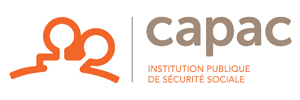 capac
INSTITUTION PUBLIQUE
DE SÉCURITÉ SOCIALE